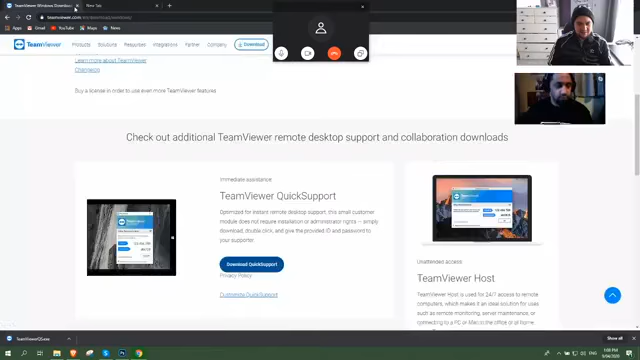 TeamViewer Windows Download
New Tab
teamviewer.com
Apps
Gmail
YouTube
Maps
News
TeamViewer
Products
Solutions
Resources
Integrations
Partner
Company
Download
Learn more about TeamViewer
Changelog
Buy a license in order to use even more TeamViewer features
Check out additional TeamViewer remote desktop support and collaboration downloads
Immediate assistance:
TeamViewer QuickSupport
Optimized for instant remote desktop support, this small customer
module does not require installation or administrator rights — simply
download, double click, and give the provided ID and password to
your supporter.
Download QuickSupport
Privacy Policy
Customize QuickSupport
Unattended access
TeamViewer Host
TeamViewer Host is used for 24/7 access to remote
computers, which makes it an ideal solution for uses
such as remote monitoring, server maintenance, or
connecting to a PC or Mac in the office or at home
TeamViewerQS.exe
Show all
1:08 PM
9/04/2020